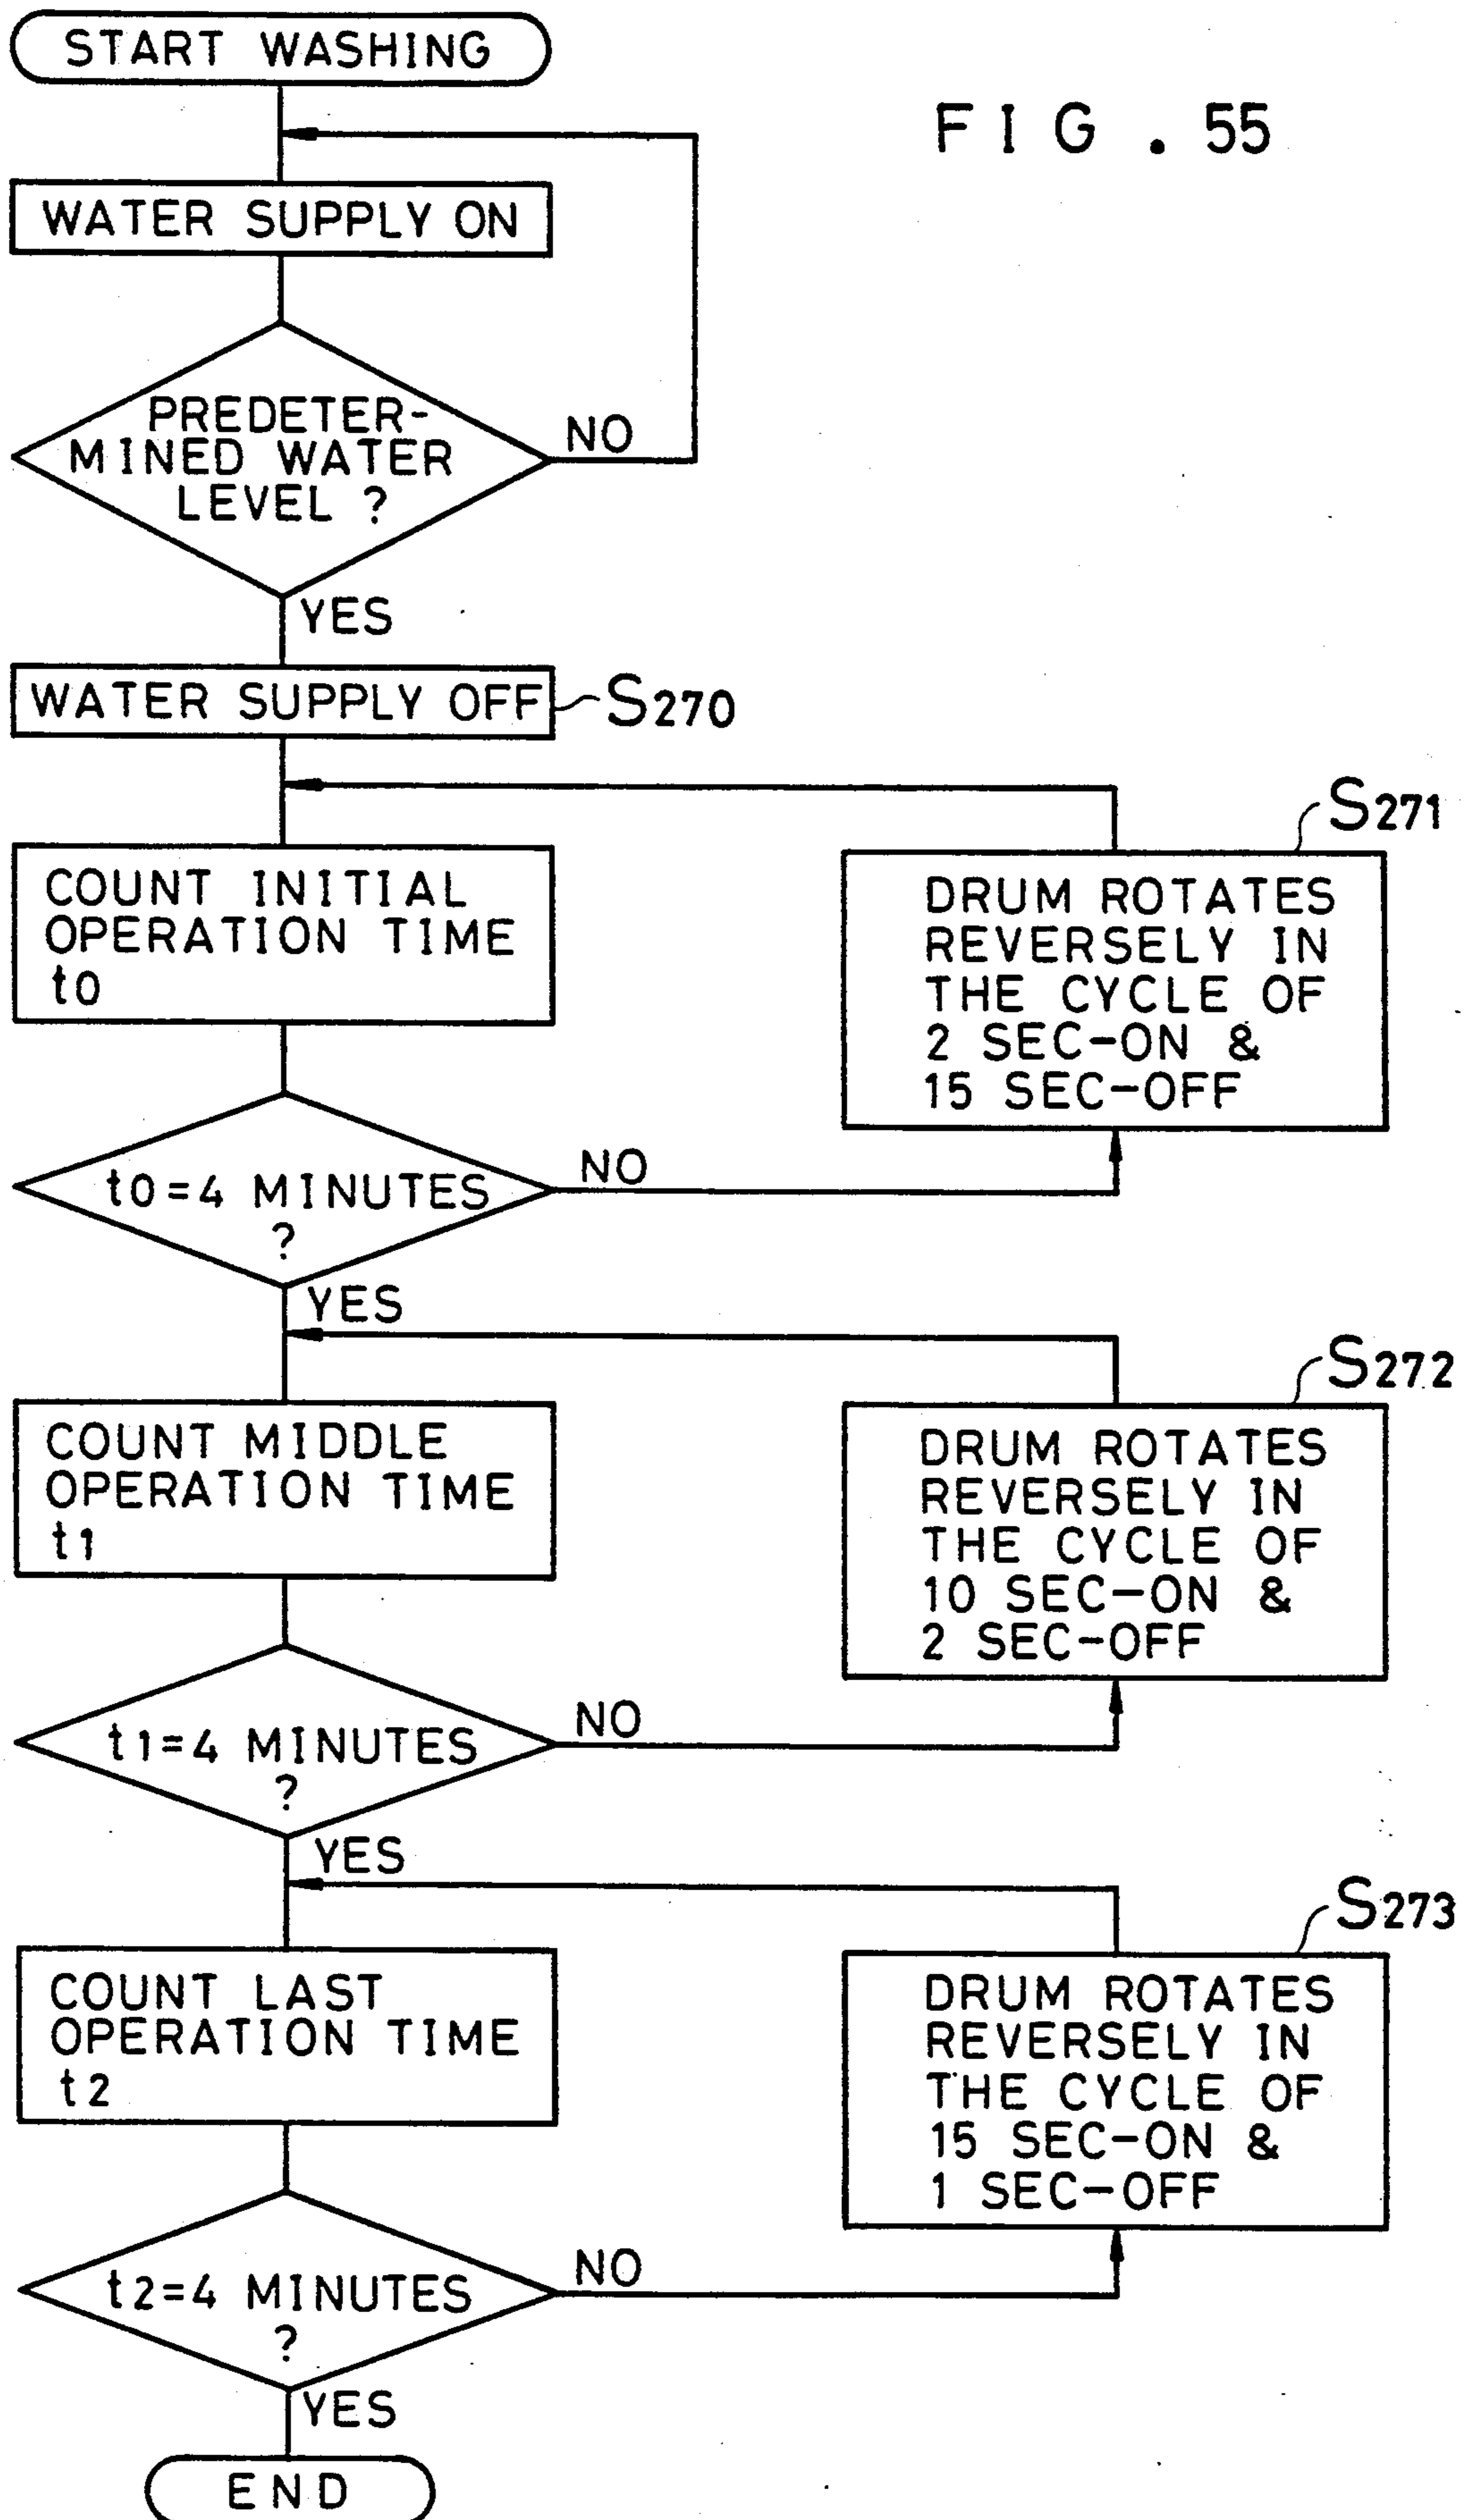 START WASHING
FIG. 55
WATER SUPPLY ON
PREDETER-
MINED WATER
LEVEL ?
NO
YES
WATER SUPPLY OFF
S270
COUNT INITIAL
OPERATION TIME
t0
S271
DRUM ROTATES
REVERSELY IN
THE CYCLE OF
2 SEC-ON &
15 SEC-OFF
t0=4 MINUTES
?
NO
YES
COUNT MIDDLE
OPERATION TIME
t1
S272
DRUM ROTATES
REVERSELY IN
THE CYCLE OF
10 SEC-ON &
2 SEC-OFF
t1=4 MINUTES
?
NO
YES
COUNT LAST
OPERATION TIME
t2
S273
DRUM ROTATES
REVERSELY IN
THE CYCLE OF
15 SEC-ON &
1 SEC-OFF
t2=4 MINUTES
?
NO
YES
END